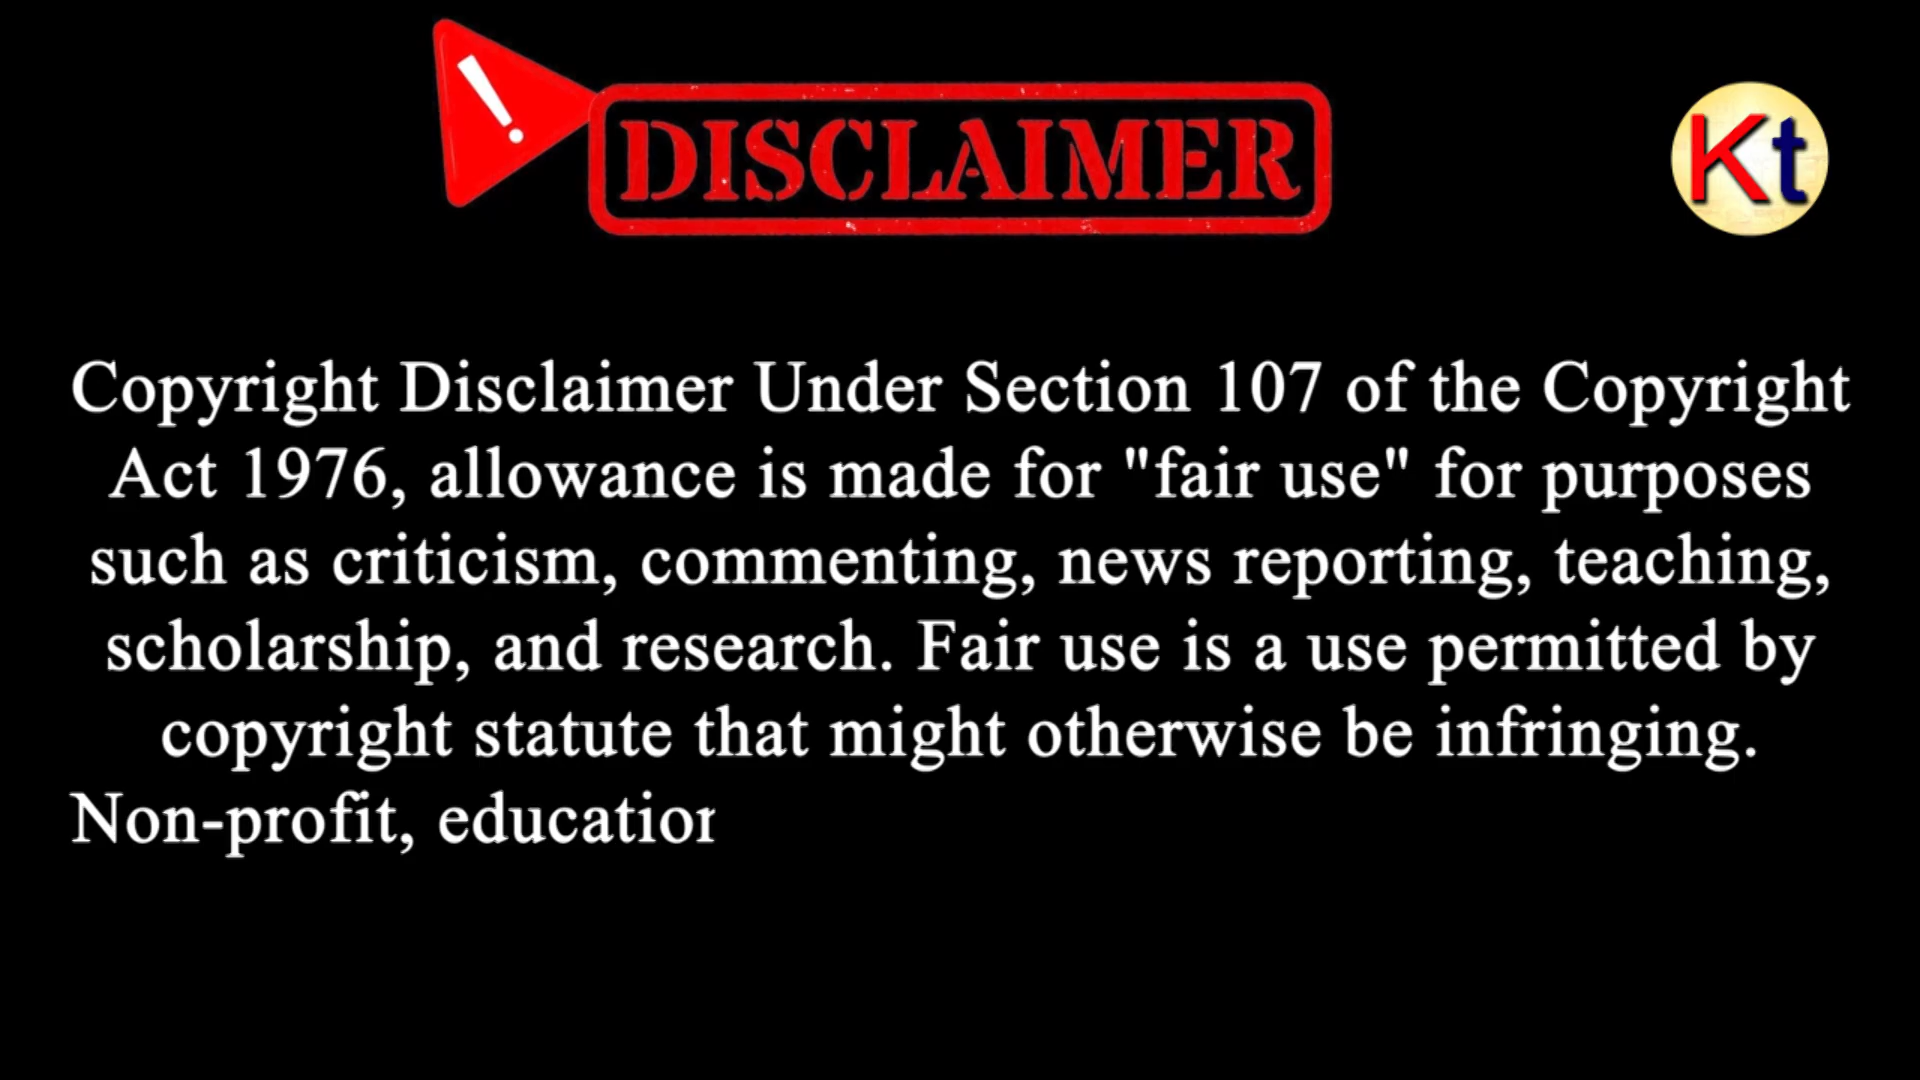 !
DISCLAIMER
Kt
Copyright Disclaimer Under Section 107 of the Copyright
Act 1976, allowance is made for "fair use" for purposes
such as criticism, commenting, news reporting, teaching,
scholarship, and research. Fair use is a use permitted by
copyright statute that might otherwise be infringing.
Non-profit,